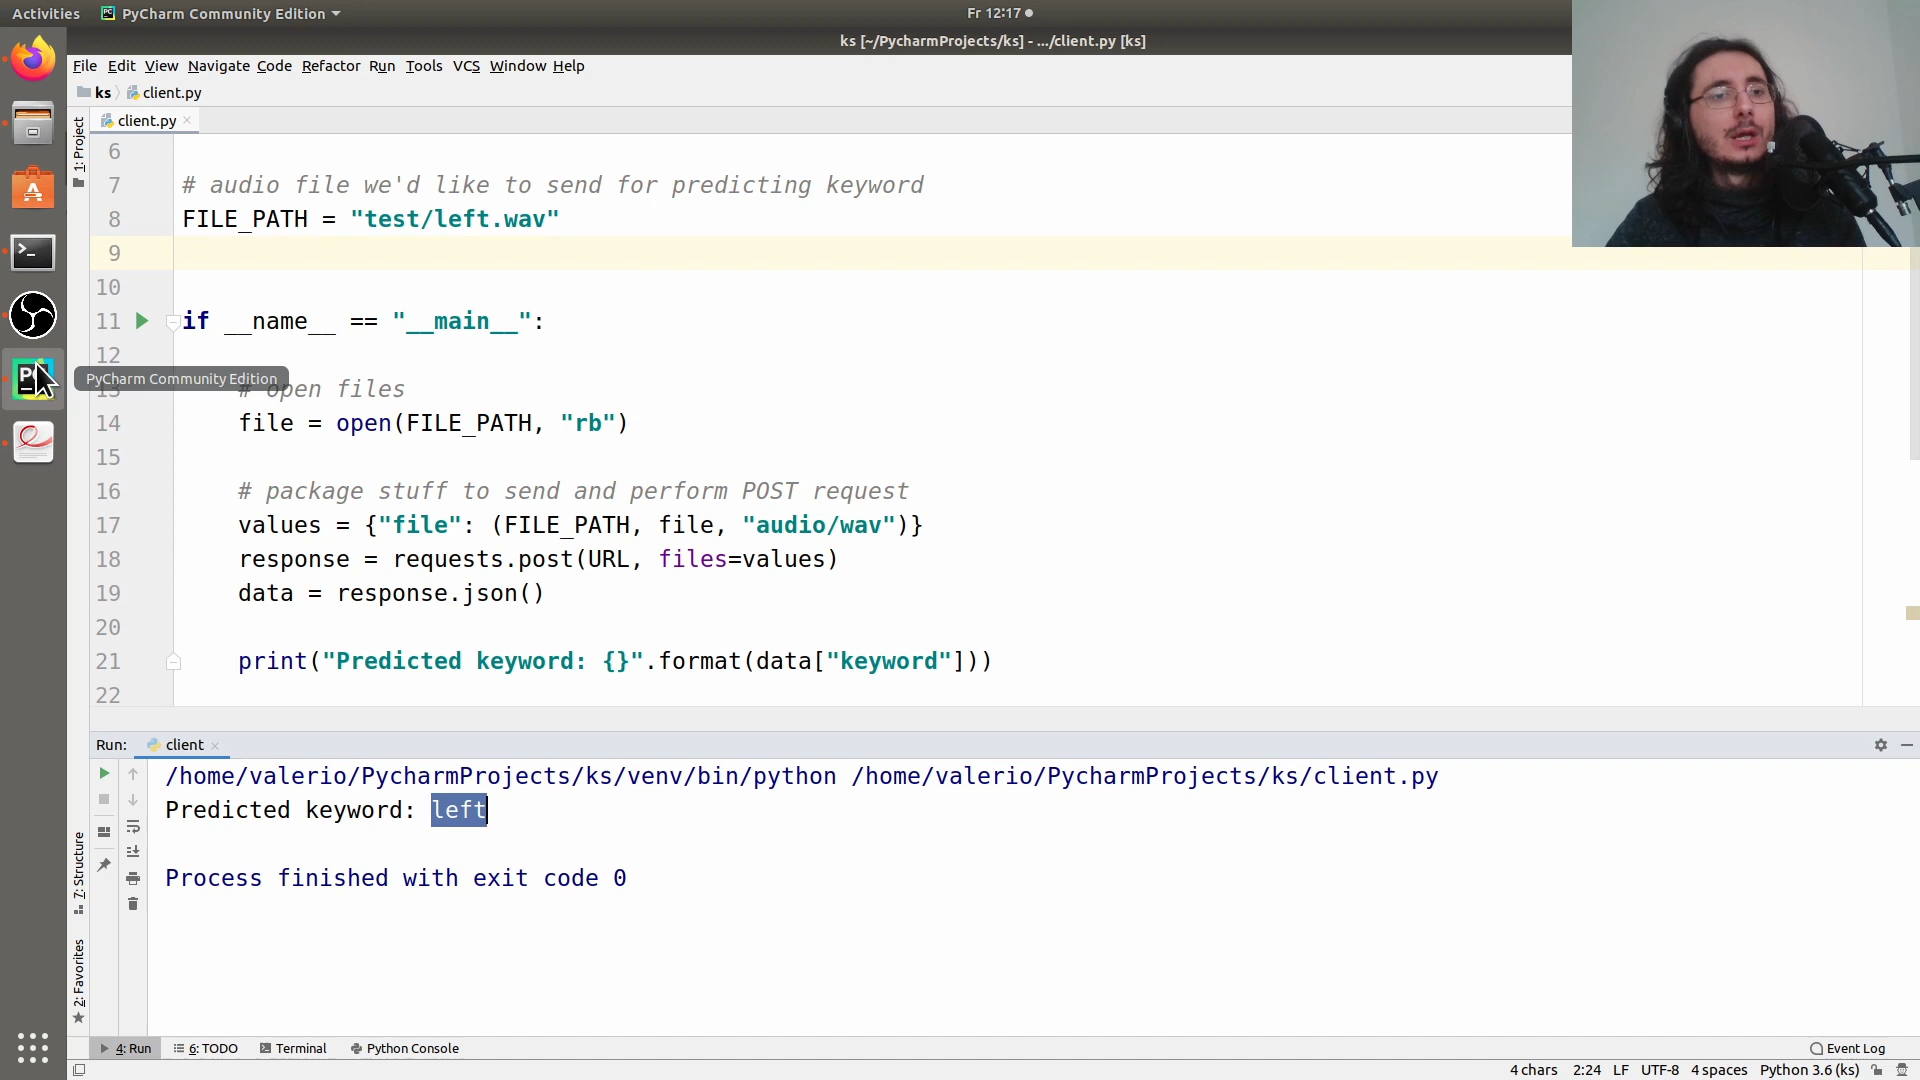 Activities
PyCharm Community Edition
Fr 12:17
ks [~/PycharmProjects/ks] - .../client.py [ks]
File Edit View Navigate Code Refactor Run Tools VCS Window Help
ks client.py
client.py
1: Project
6
7 # audio file we'd like to send for predicting keyword
8 FILE_PATH = "test/left.wav"
9
10
11 if __name__ == "__main__":
12
PyCharm Community Edition
13 # open files
14 file = open(FILE_PATH, "rb")
15
16 # package stuff to send and perform POST request
17 values = {"file": (FILE_PATH, file, "audio/wav")}
18 response = requests.post(URL, files=values)
19 data = response.json()
20
21 print("Predicted keyword: {}".format(data["keyword"]))
22
Run: client
/home/valerio/PycharmProjects/ks/venv/bin/python /home/valerio/PycharmProjects/ks/client.py
Predicted keyword: left
Process finished with exit code 0
7: Structure
2: Favorites
4: Run 6: TODO Terminal Python Console Event Log
4 chars 2:24 LF UTF-8 4 spaces Python 3.6 (ks)